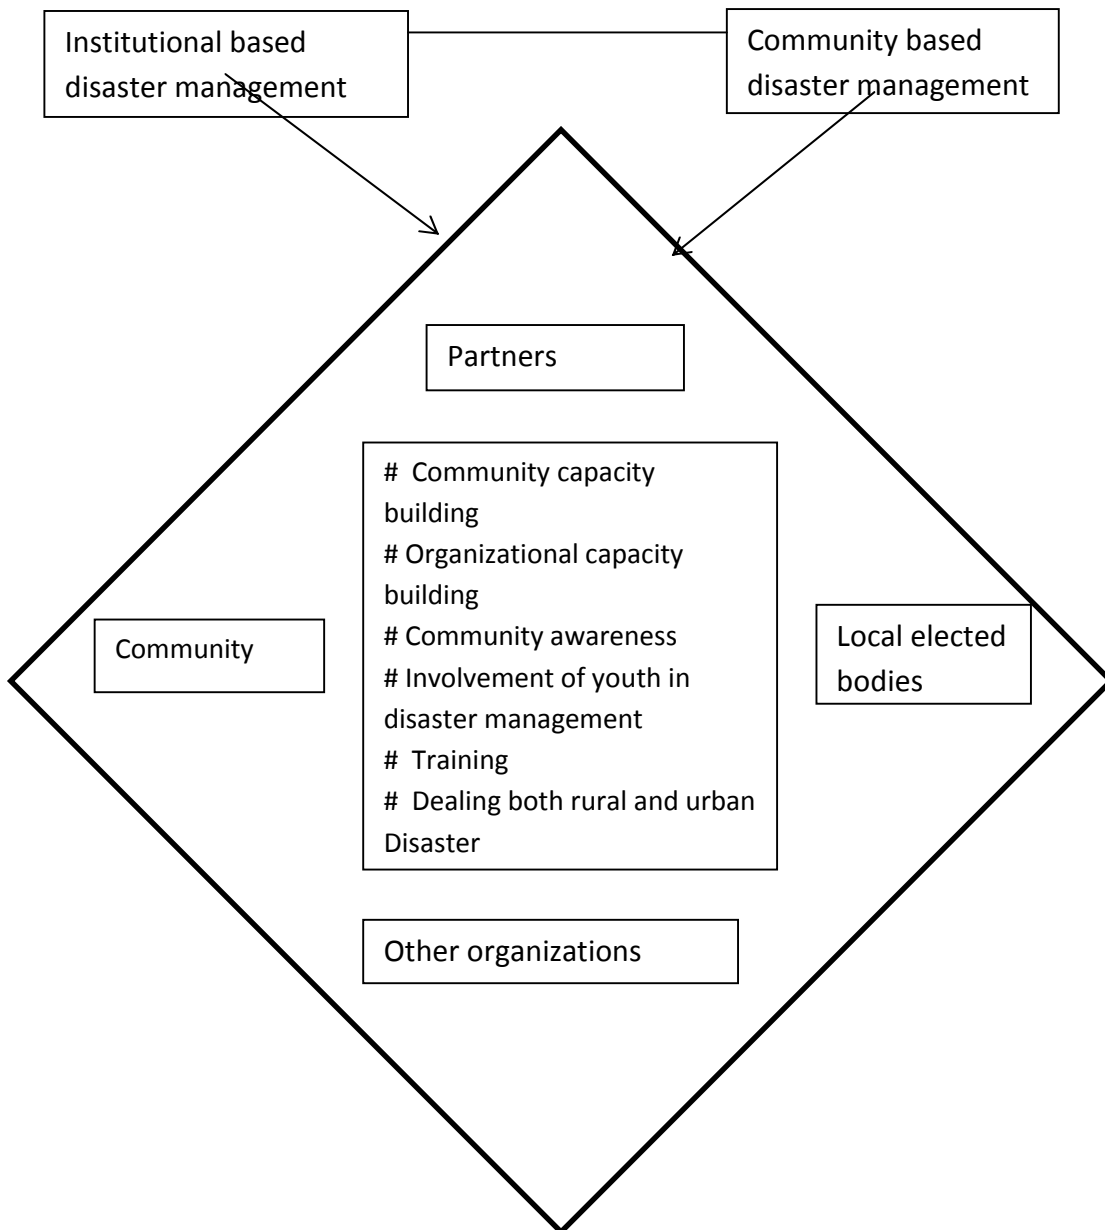 Institutional based
disaster management
Community based
disaster management
Partners
#  Community capacity
building
# Organizational capacity
building
# Community awareness
# Involvement of youth in
disaster management
#  Training
#  Dealing both rural and urban
Disaster
Community
Local elected
bodies
Other organizations